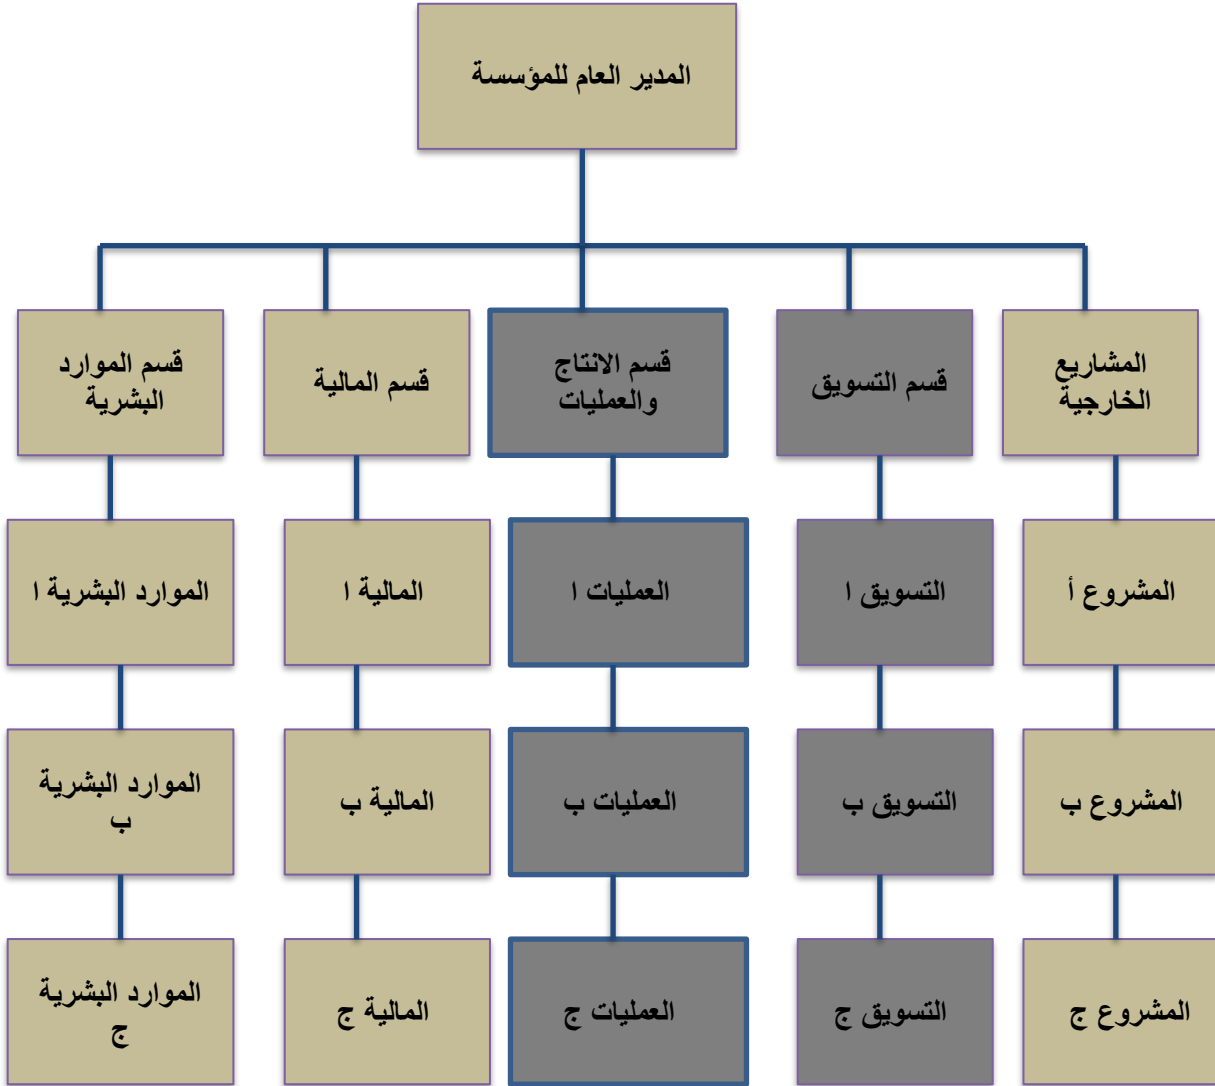 المدير العام للمؤسسة
المشاريع
الخارجية
قسم التسويق
قسم الانتاج
والعمليات
قسم المالية
قسم الموارد
البشرية
المشروع أ
التسويق ا
العمليات ا
المالية ا
الموارد البشرية ا
المشروع ب
التسويق ب
العمليات ب
المالية ب
الموارد البشرية
ب
المشروع ج
التسويق ج
العمليات ج
المالية ج
الموارد البشرية
ج